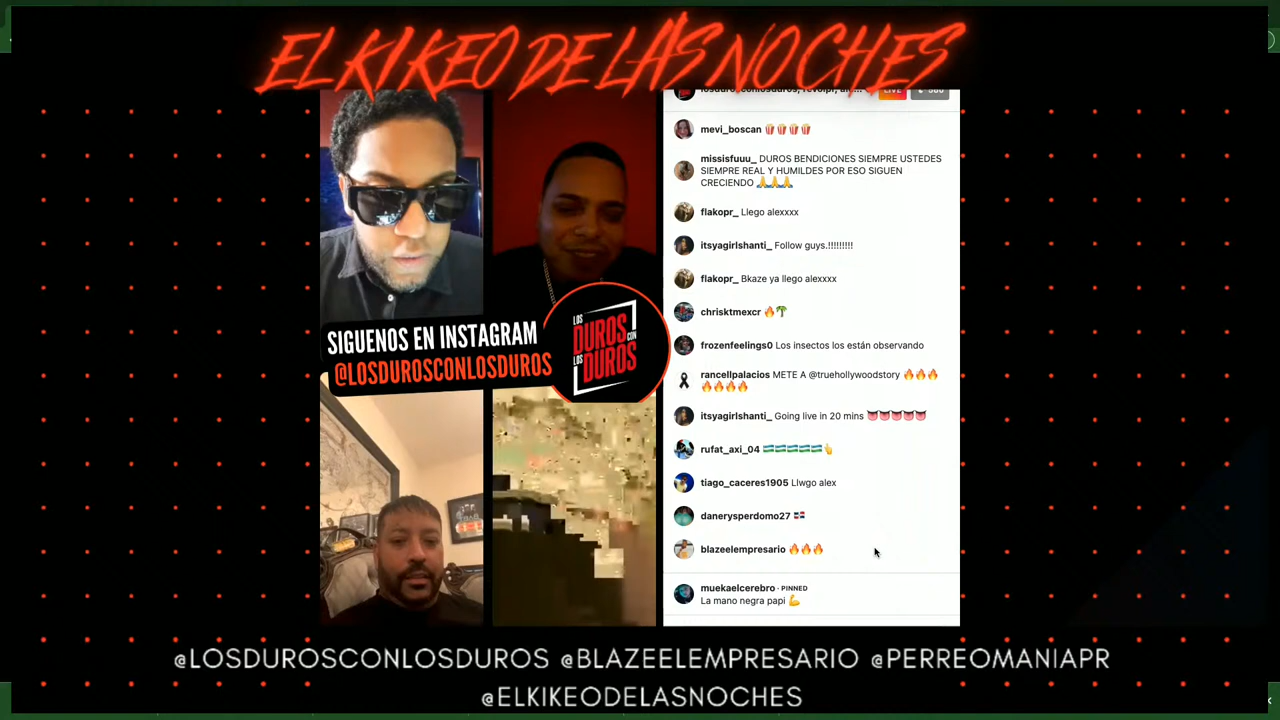 EL KIKEO DE LAS NOCHES
LIVE
mevi_boscan 🍿🍿🍿🍿
missisfuuu_ DUROS BENDICIONES SIEMPRE USTEDES
SIEMPRE REAL Y HUMILDES POR ESO SIGUEN
CRECIENDO 🙏🙏🙏
flakopr_ Llego alexxxx
itsyagirlshanti_ Follow guys.!!!!!!!!!
flakopr_ Bkaze ya llego alexxxx
chrisktmexcr 🔥🌴
frozenfeelings0 Los insectos los están observando
rancellpalacios METE A @truehollywoodstory 🔥🔥🔥
🔥🔥🔥🔥
itsyagirlshanti_ Going live in 20 mins 👅👅👅👅👅
rufat_axi_04 🇺🇿🇺🇿🇺🇿🇺🇿🇺🇿👆
tiago_caceres1905 Llwgo alex
danerysperdomo27 🇩🇴
blazeelempresario 🔥🔥🔥
muekaelcerebro · PINNED
La mano negra papi 💪
SIGUENOS EN INSTAGRAM
@LOSDUROSCONLOSDUROS
LOS
DUROS
CON
LOS
DUROS
@LOSDUROSCONLOSDUROS @BLAZEELEMPRESARIO @PERREOMANIAPR
@ELKIKEODELASNOCHES